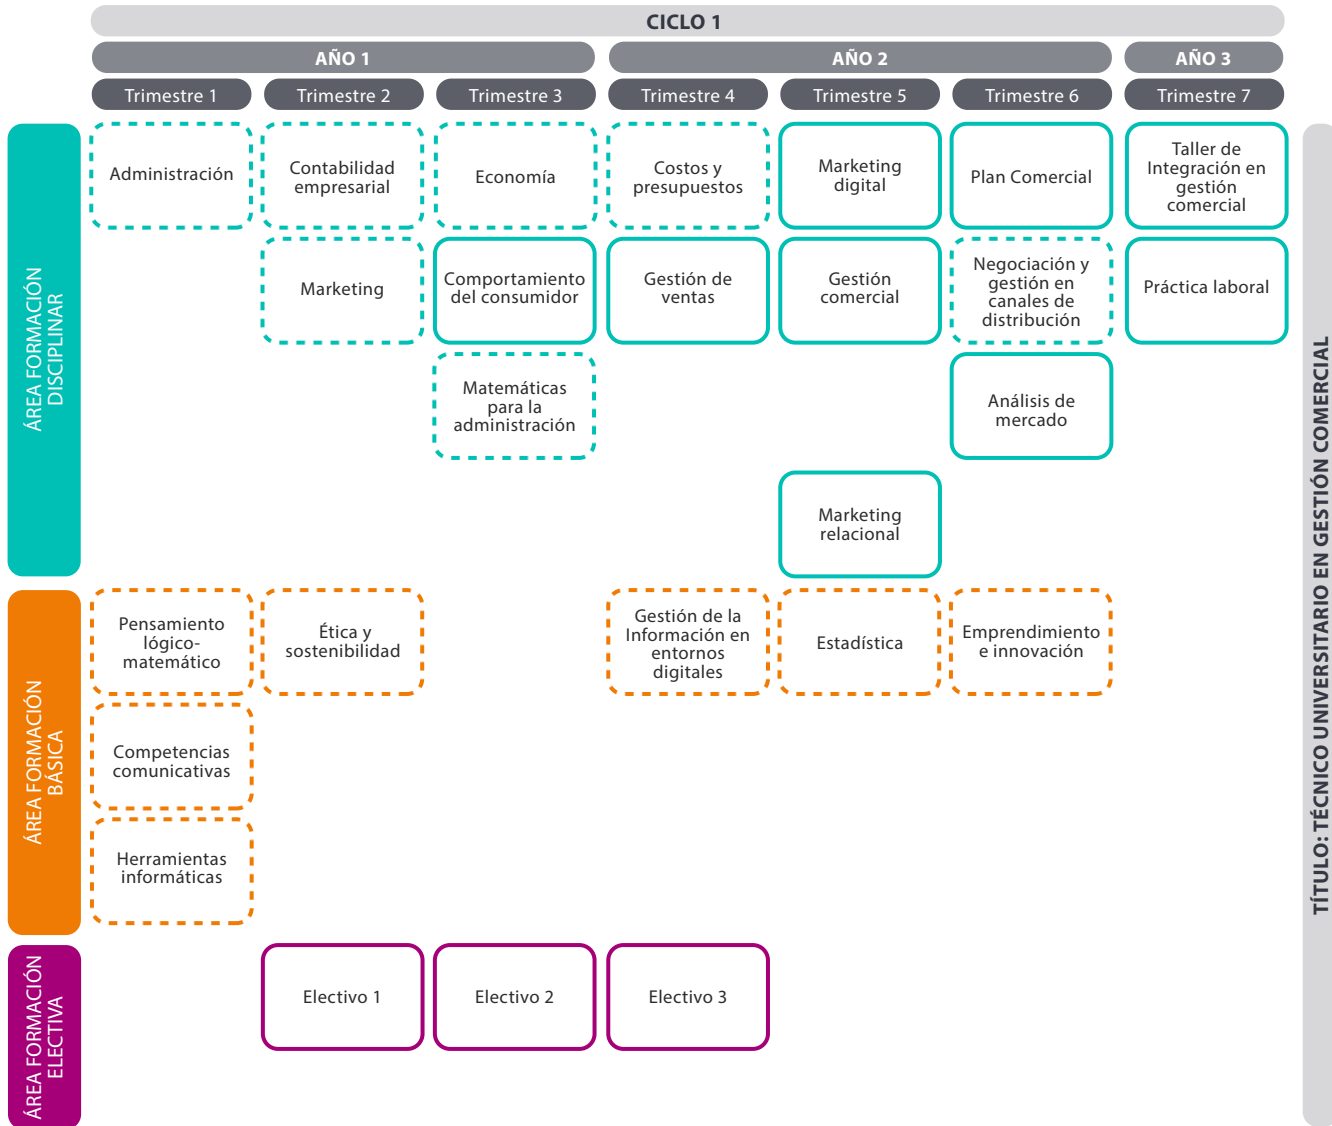 CICLO 1
AÑO 1
AÑO 2
AÑO 3
Trimestre 1
Trimestre 2
Trimestre 3
Trimestre 4
Trimestre 5
Trimestre 6
Trimestre 7
ÁREA FORMACIÓN
DISCIPLINAR
Administración
Contabilidad
empresarial
Economía
Costos y
presupuestos
Marketing
digital
Plan Comercial
Taller de
Integración en
gestión
comercial
Marketing
Comportamiento
del consumidor
Gestión de
ventas
Gestión
comercial
Negociación y
gestión en
canales de
distribución
Práctica laboral
Matemáticas
para la
administración
Análisis de
mercado
Marketing
relacional
ÁREA FORMACIÓN
BÁSICA
Pensamiento
lógico-
matemático
Ética y
sostenibilidad
Gestión de la
Información en
entornos
digitales
Estadística
Emprendimiento
e innovación
Competencias
comunicativas
Herramientas
informáticas
ÁREA FORMACIÓN
ELECTIVA
Electivo 1
Electivo 2
Electivo 3
TÍTULO: TÉCNICO UNIVERSITARIO EN GESTIÓN COMERCIAL